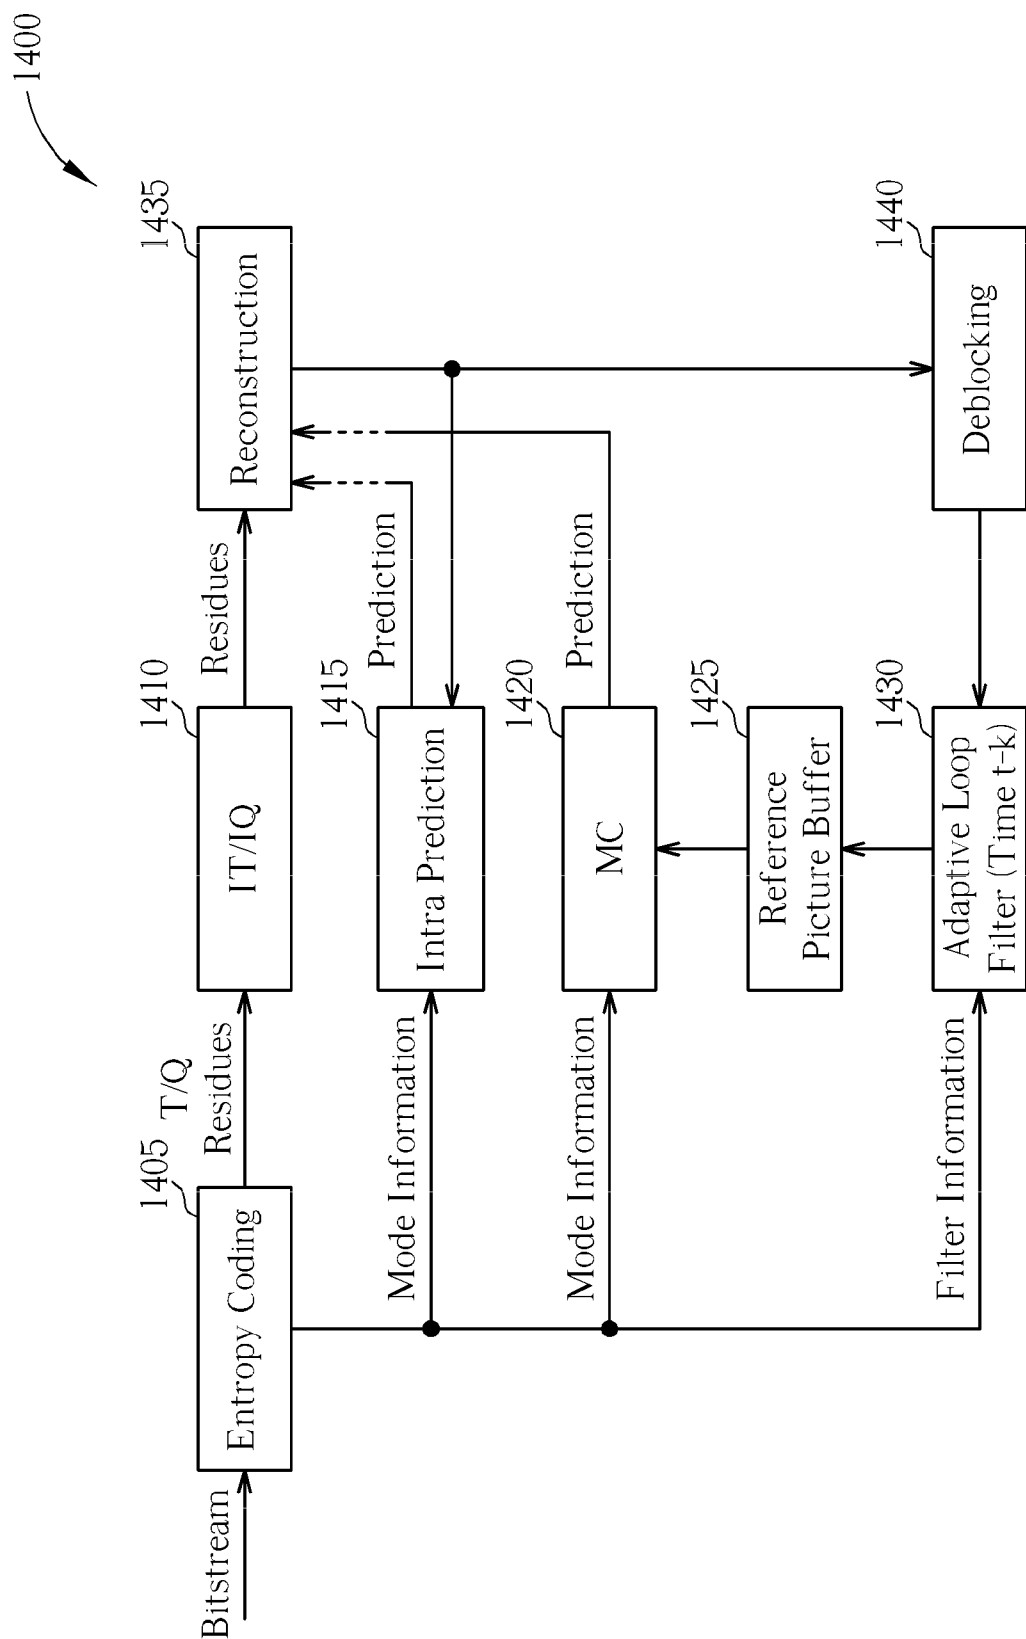 1400
Bitstream
Entropy Coding
1405
T/Q
Residues
IT/IQ
1410
Residues
Reconstruction
1435
Mode Information
Intra Prediction
1415
Prediction
Mode Information
MC
1420
Prediction
Reference
Picture Buffer
1425
Filter Information
Adaptive Loop
Filter (Time t-k)
1430
Deblocking
1440